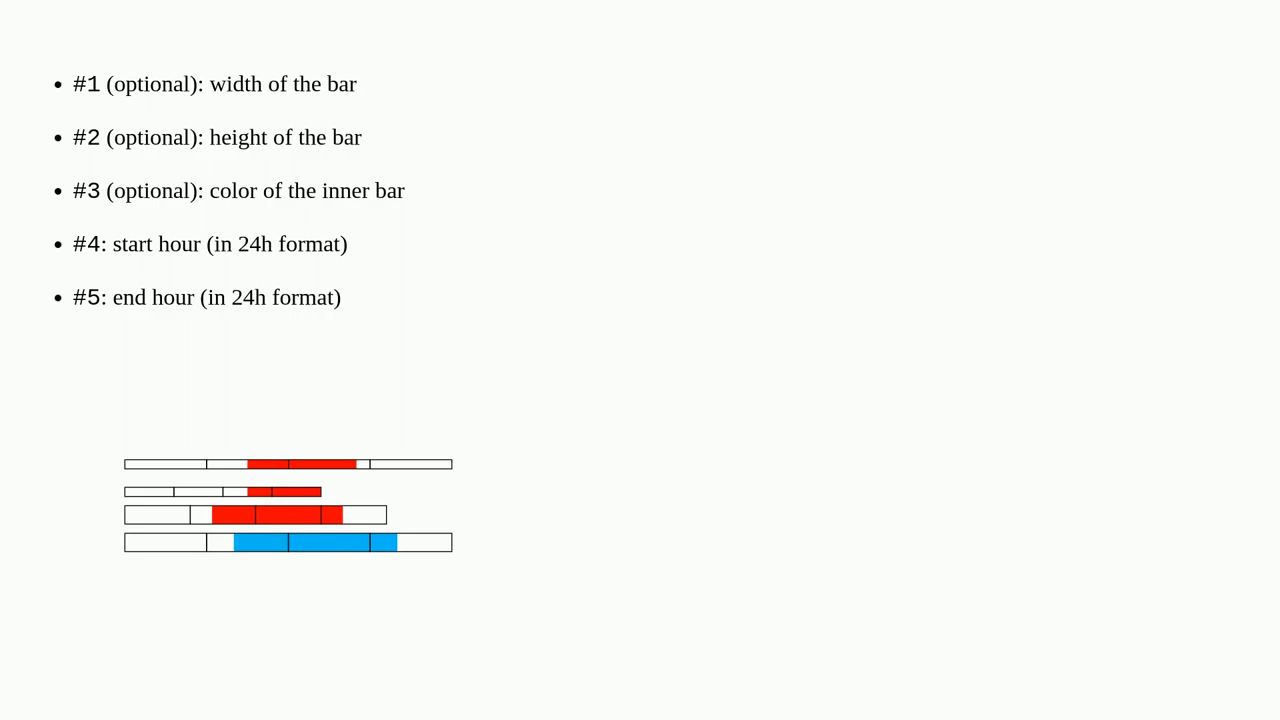 • #1 (optional): width of the bar
• #2 (optional): height of the bar
• #3 (optional): color of the inner bar
• #4: start hour (in 24h format)
• #5: end hour (in 24h format)